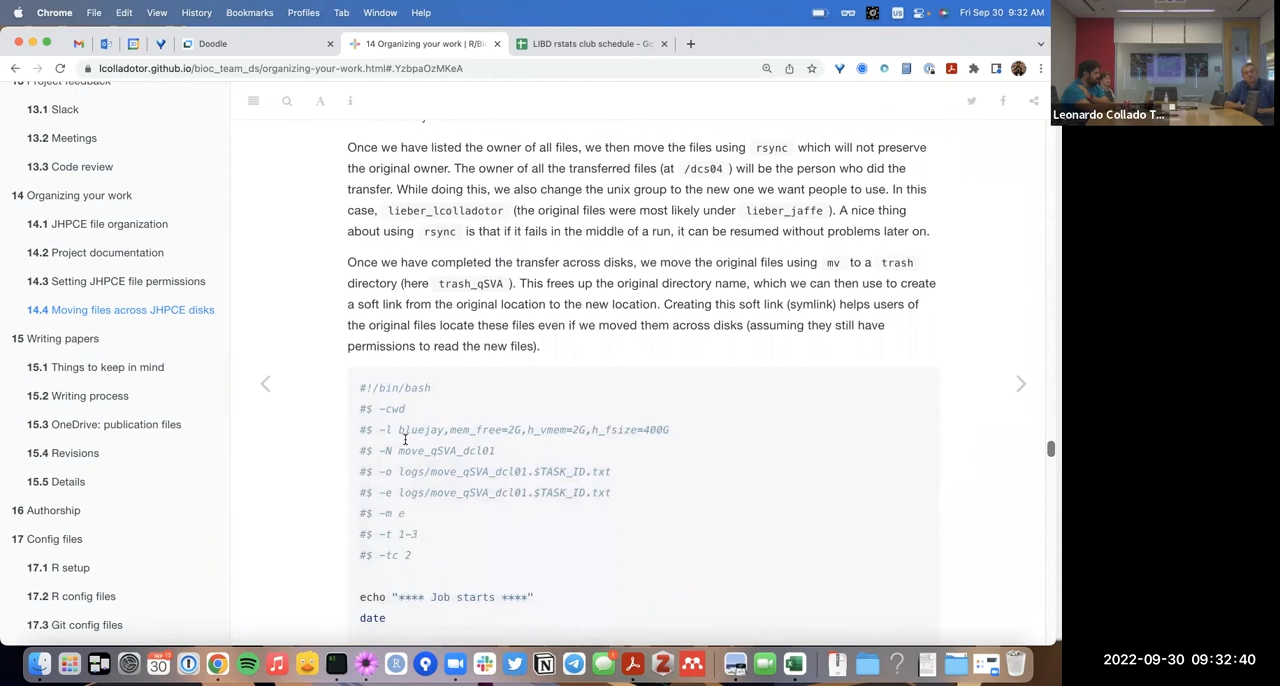 Chrome File Edit View History Bookmarks Profiles Tab Window Help Fri Sep 30 9:32 AM
Doodle 14 Organizing your work | R/Bi LIBD rstats club schedule - Go
lcolladotor.github.io/bioc_team_ds/organizing-your-work.html#.YzbpaOzMKeA
Leonardo Collado T...
13.1 Slack
13.2 Meetings
13.3 Code review
14 Organizing your work
14.1 JHPCE file organization
14.2 Project documentation
14.3 Setting JHPCE file permissions
14.4 Moving files across JHPCE disks
15 Writing papers
15.1 Things to keep in mind
15.2 Writing process
15.3 OneDrive: publication files
15.4 Revisions
15.5 Details
16 Authorship
17 Config files
17.1 R setup
17.2 R config files
17.3 Git config files
Once we have listed the owner of all files, we then move the files using rsync which will not preserve
the original owner. The owner of all the transferred files (at /dcs04 ) will be the person who did the
transfer. While doing this, we also change the unix group to the new one we want people to use. In this
case, lieber_lcolladotor (the original files were most likely under lieber_jaffe ). A nice thing
about using rsync is that if it fails in the middle of a run, it can be resumed without problems later on.
Once we have completed the transfer across disks, we move the original files using mv to a trash
directory (here trash_qSVA ). This frees up the original directory name, which we can then use to create
a soft link from the original location to the new location. Creating this soft link (symlink) helps users of
the original files locate these files even if we moved them across disks (assuming they still have
permissions to read the new files).
#!/bin/bash
#$ -cwd
#$ -l bluejay,mem_free=2G,h_vmem=2G,h_fsize=400G
#$ -N move_qSVA_dcl01
#$ -o logs/move_qSVA_dcl01.$TASK_ID.txt
#$ -e logs/move_qSVA_dcl01.$TASK_ID.txt
#$ -m e
#$ -t 1-3
#$ -tc 2
echo "**** Job starts ****"
date
2022-09-30 09:32:40